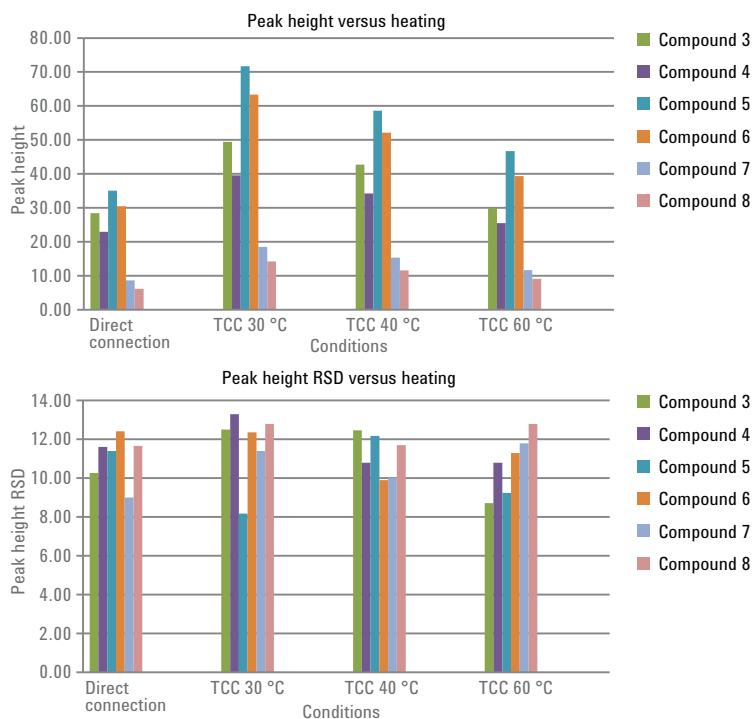 Peak height versus heating
80.00
70.00
60.00
50.00
40.00
30.00
20.00
10.00
0.00
Peak height
Direct
connection
TCC 30 °C
TCC 40 °C
TCC 60 °C
Conditions
Compound 3
Compound 4
Compound 5
Compound 6
Compound 7
Compound 8
Peak height RSD versus heating
14.00
12.00
10.00
8.00
6.00
4.00
2.00
0.00
Peak height RSD
Direct
connection
TCC 30 °C
TCC 40 °C
TCC 60 °C
Conditions
Compound 3
Compound 4
Compound 5
Compound 6
Compound 7
Compound 8